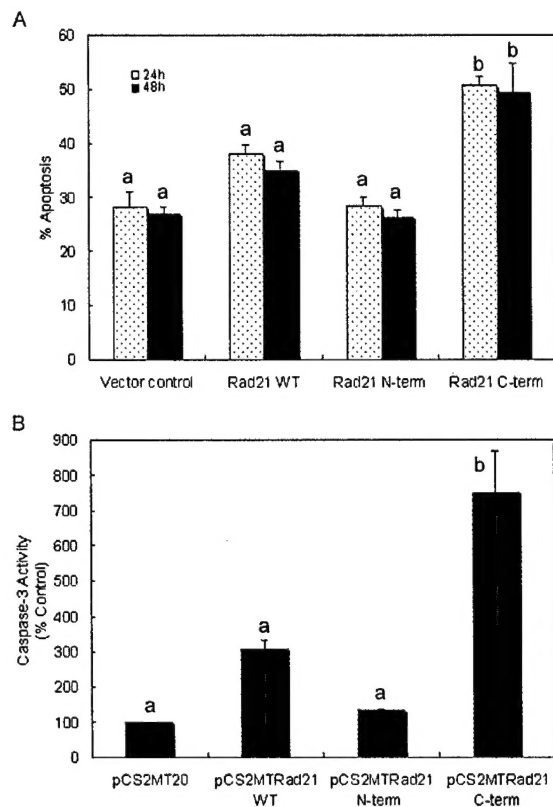 A
60
50
40
30
20
10
0
% Apoptosis
24h
48h
a a
a a
a a
b b
Vector control Rad21 WT Rad21 N-term Rad21 C-term
B
900
800
700
600
500
400
300
200
100
0
Caspase-3 Activity
(% Control)
a
a
a
b
pCS2MT20 pCS2MTRad21 pCS2MTRad21 pCS2MTRad21
WT N-term C-term